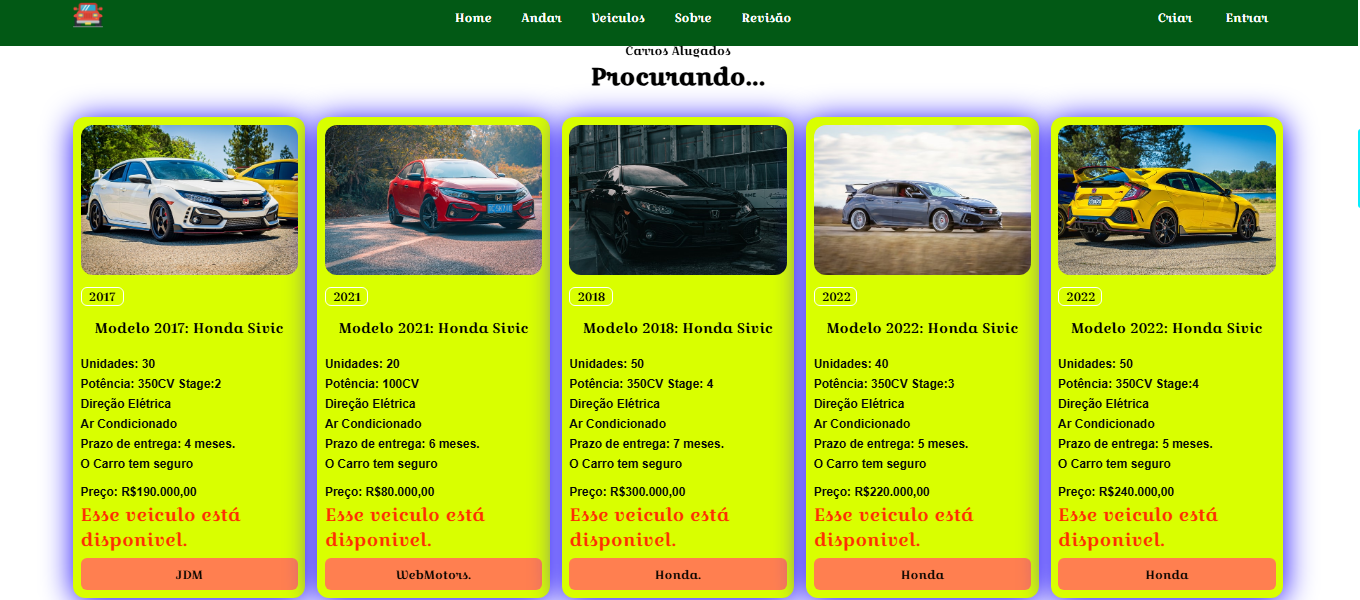 Home Andar Veiculos Sobre Revisão Criar Entrar
Carros Alugados
Procurando...
2017
Modelo 2017: Honda Sivic
Unidades: 30
Potência: 350CV Stage:2
Direção Elétrica
Ar Condicionado
Prazo de entrega: 4 meses.
O Carro tem seguro
Preço: R$190.000,00
Esse veiculo está
disponivel.
JDM
2021
Modelo 2021: Honda Sivic
Unidades: 20
Potência: 100CV
Direção Elétrica
Ar Condicionado
Prazo de entrega: 6 meses.
O Carro tem seguro
Preço: R$80.000,00
Esse veiculo está
disponivel.
WebMotors.
2018
Modelo 2018: Honda Sivic
Unidades: 50
Potência: 350CV Stage: 4
Direção Elétrica
Ar Condicionado
Prazo de entrega: 7 meses.
O Carro tem seguro
Preço: R$300.000,00
Esse veiculo está
disponivel.
Honda.
2022
Modelo 2022: Honda Sivic
Unidades: 40
Potência: 350CV Stage:3
Direção Elétrica
Ar Condicionado
Prazo de entrega: 5 meses.
O Carro tem seguro
Preço: R$220.000,00
Esse veiculo está
disponivel.
Honda
2022
Modelo 2022: Honda Sivic
Unidades: 50
Potência: 350CV Stage:4
Direção Elétrica
Ar Condicionado
Prazo de entrega: 5 meses.
O Carro tem seguro
Preço: R$240.000,00
Esse veiculo está
disponivel.
Honda